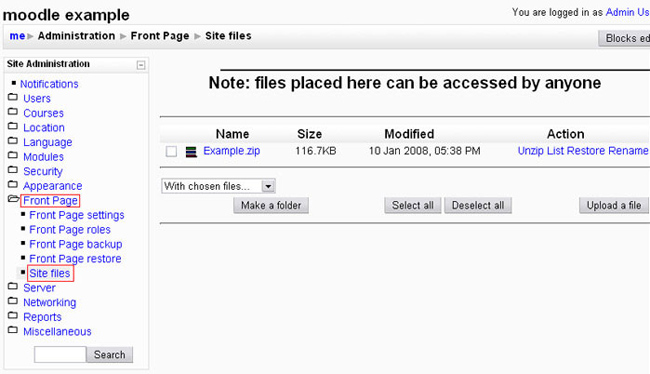 moodle example
You are logged in as Admin Us
me ► Administration ► Front Page ► Site files
Blocks ed
Site Administration
Notifications
Users
Courses
Location
Language
Modules
Security
Appearance
Front Page
Front Page settings
Front Page roles
Front Page backup
Front Page restore
Site files
Server
Networking
Reports
Miscellaneous
Search
Note: files placed here can be accessed by anyone
Name Size Modified Action
Example.zip 116.7KB 10 Jan 2008, 05:38 PM Unzip List Restore Rename
With chosen files...
Make a folder Select all Deselect all Upload a file